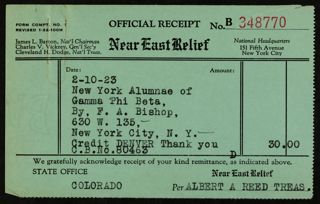 FORM COMPT. NO. 1
REVISED 1-22-100M
OFFICIAL RECEIPT
No. B 348770
James L. Barton, Nat'l Chairman
Charles V. Vickrey, Gen'l Sec'y
Cleveland H. Dodge, Nat'l Treas.
Near East Relief
National Headquarters
151 Fifth Avenue
New York City
Date:
Amount:
2-10-23
New York Alumnae of
Gamma Phi Beta,
By, F. A. Bishop,
630 W. 135,
New York City, N. Y.
Credit DENVER Thank you
30.00
C.B.No.80463
D
We gratefully acknowledge receipt of your kind remittance, as indicated above.
STATE OFFICE
Near East Relief
COLORADO
Per ALBERT A REED TREAS.